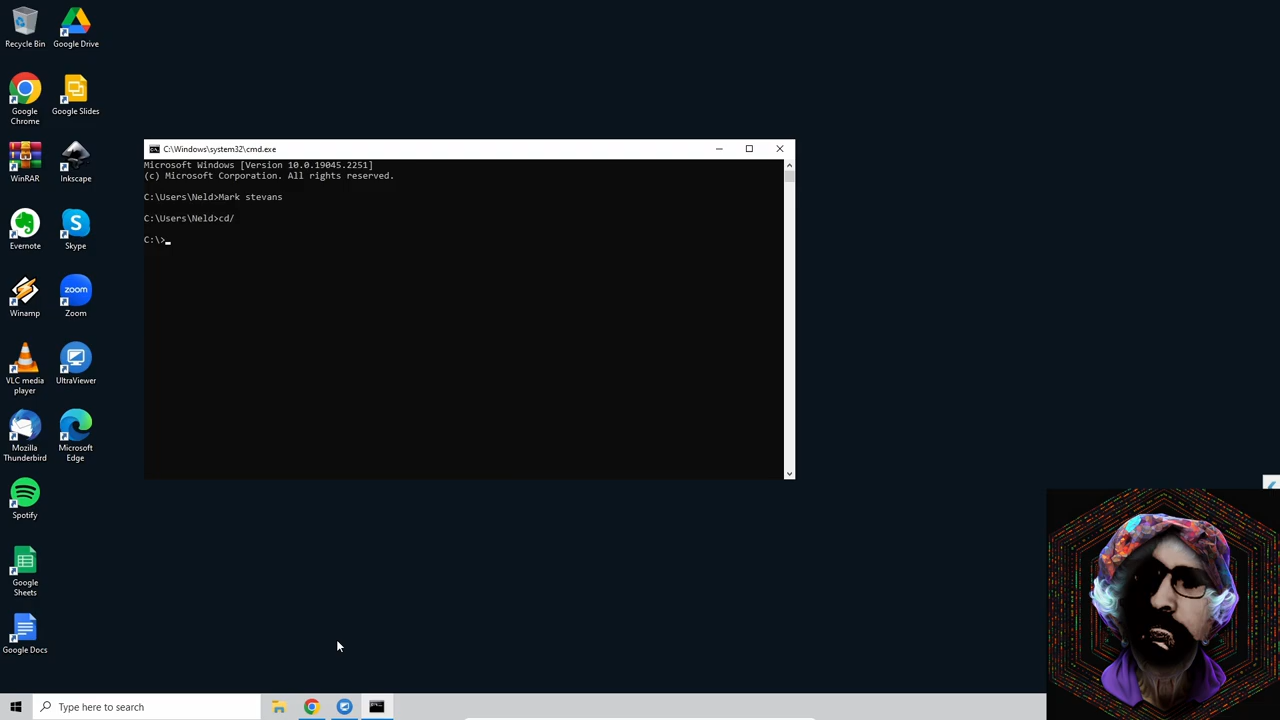 Recycle Bin
Google Drive
Google
Chrome
Google Slides
WinRAR
Inkscape
Evernote
Skype
Winamp
zoom
Zoom
VLC media
player
UltraViewer
Mozilla
Thunderbird
Microsoft
Edge
Spotify
Google
Sheets
Google Docs
C:\Windows\system32\cmd.exe
Microsoft Windows [Version 10.0.19045.2251]
(c) Microsoft Corporation. All rights reserved.
C:\Users\Neld>Mark stevans
C:\Users\Neld>cd/
C:\>
Type here to search